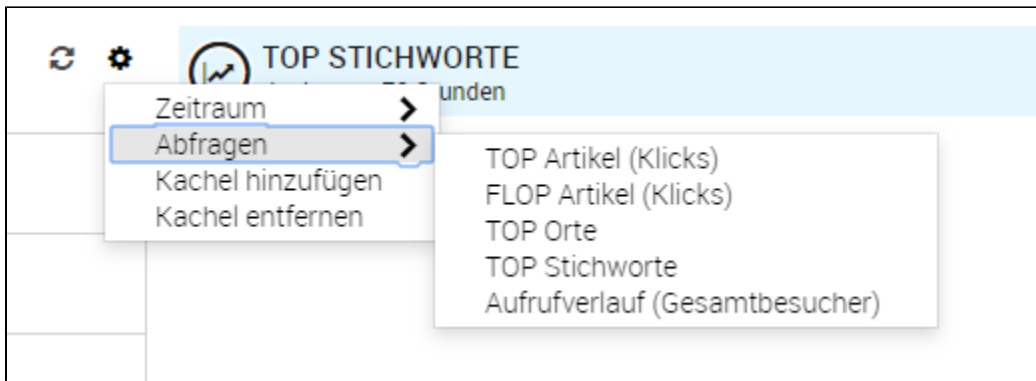 TOP STICHWORTE
unden
Zeitraum
Abfragen
Kachel hinzufügen
Kachel entfernen
TOP Artikel (Klicks)
FLOP Artikel (Klicks)
TOP Orte
TOP Stichworte
Aufrufverlauf (Gesamtbesucher)